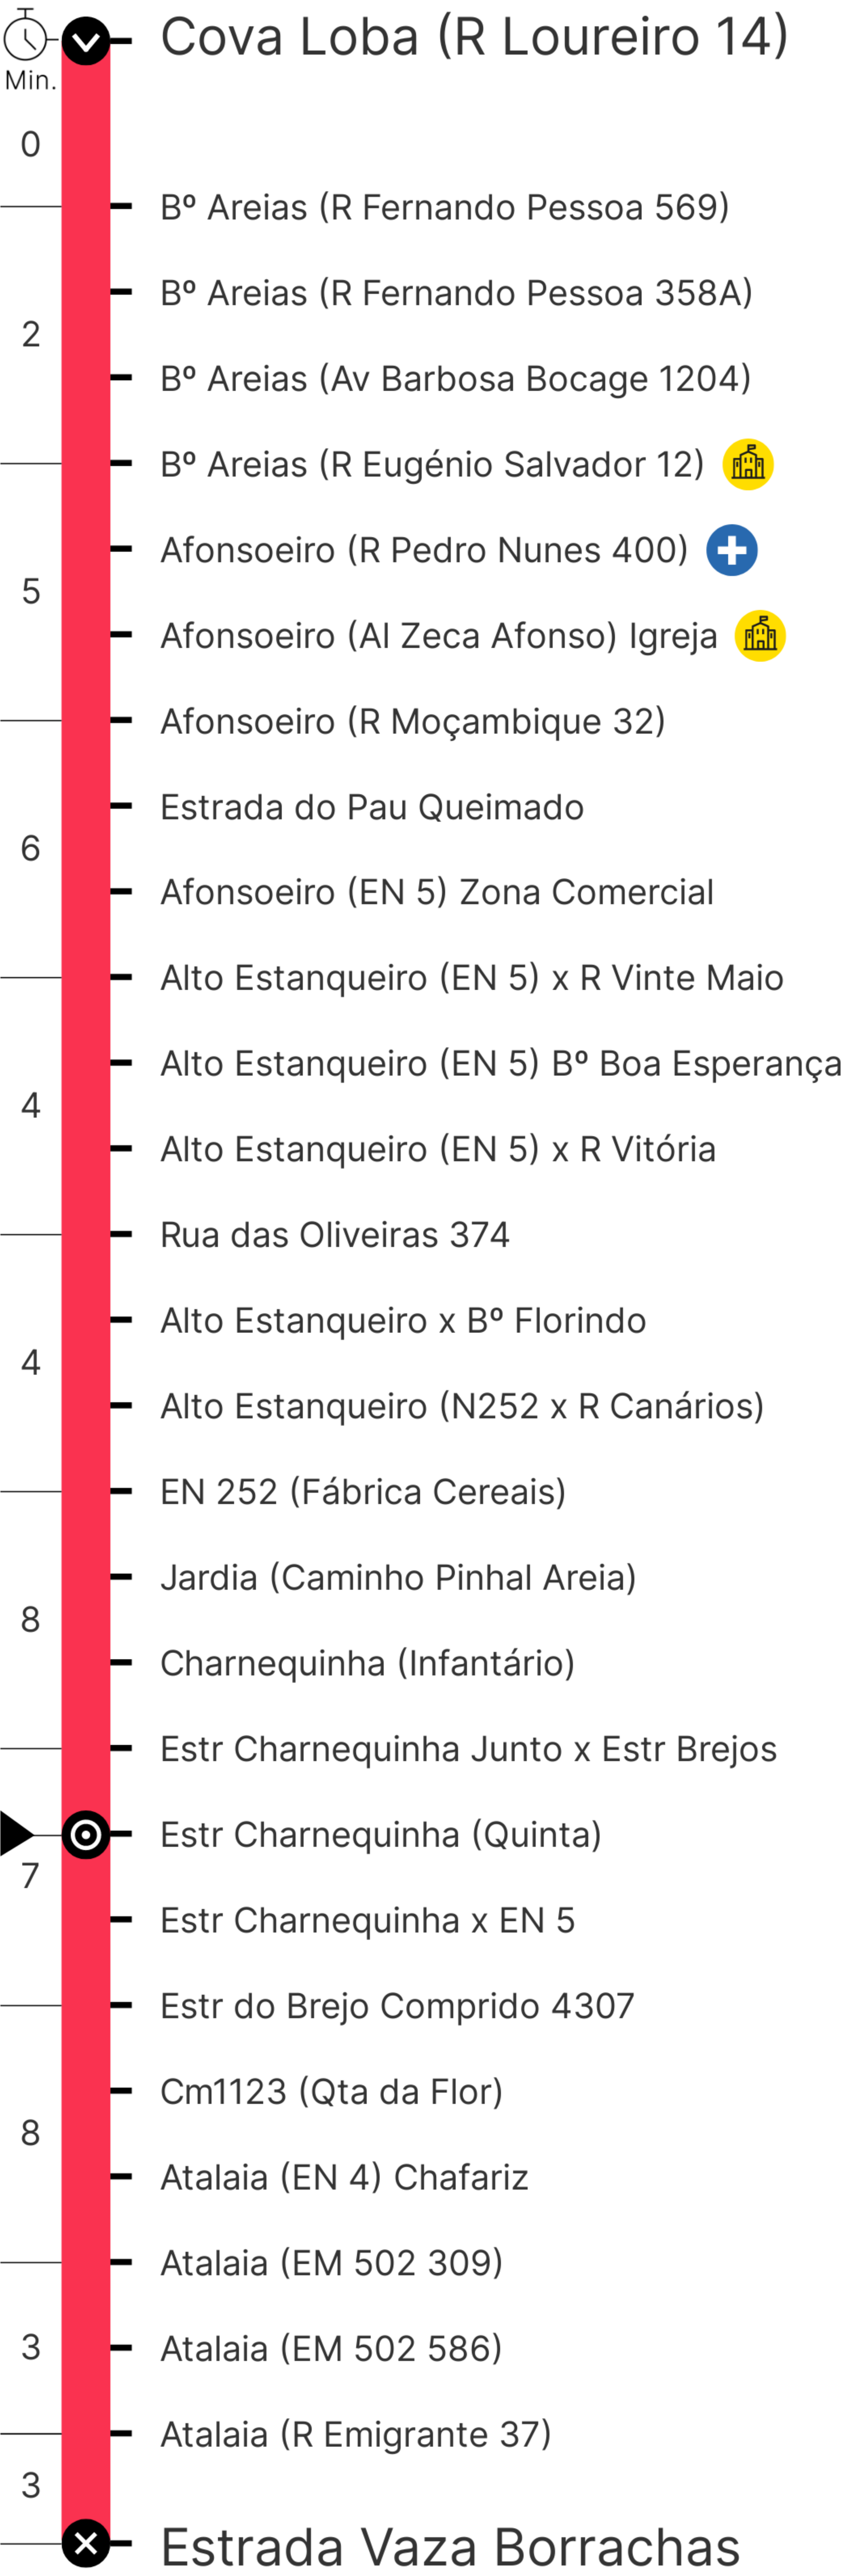 Cova Loba (R Loureiro 14)
Min.
0
Bº Areias (R Fernando Pessoa 569)
Bº Areias (R Fernando Pessoa 358A)
2
Bº Areias (Av Barbosa Bocage 1204)
Bº Areias (R Eugénio Salvador 12)
Afonsoeiro (R Pedro Nunes 400)
5
Afonsoeiro (Al Zeca Afonso) Igreja
Afonsoeiro (R Moçambique 32)
Estrada do Pau Queimado
6
Afonsoeiro (EN 5) Zona Comercial
Alto Estanqueiro (EN 5) x R Vinte Maio
Alto Estanqueiro (EN 5) Bº Boa Esperança
4
Alto Estanqueiro (EN 5) x R Vitória
Rua das Oliveiras 374
Alto Estanqueiro x Bº Florindo
4
Alto Estanqueiro (N252 x R Canários)
EN 252 (Fábrica Cereais)
Jardia (Caminho Pinhal Areia)
8
Charnequinha (Infantário)
Estr Charnequinha Junto x Estr Brejos
Estr Charnequinha (Quinta)
7
Estr Charnequinha x EN 5
Estr do Brejo Comprido 4307
Cm1123 (Qta da Flor)
8
Atalaia (EN 4) Chafariz
Atalaia (EM 502 309)
3
Atalaia (EM 502 586)
Atalaia (R Emigrante 37)
3
Estrada Vaza Borrachas